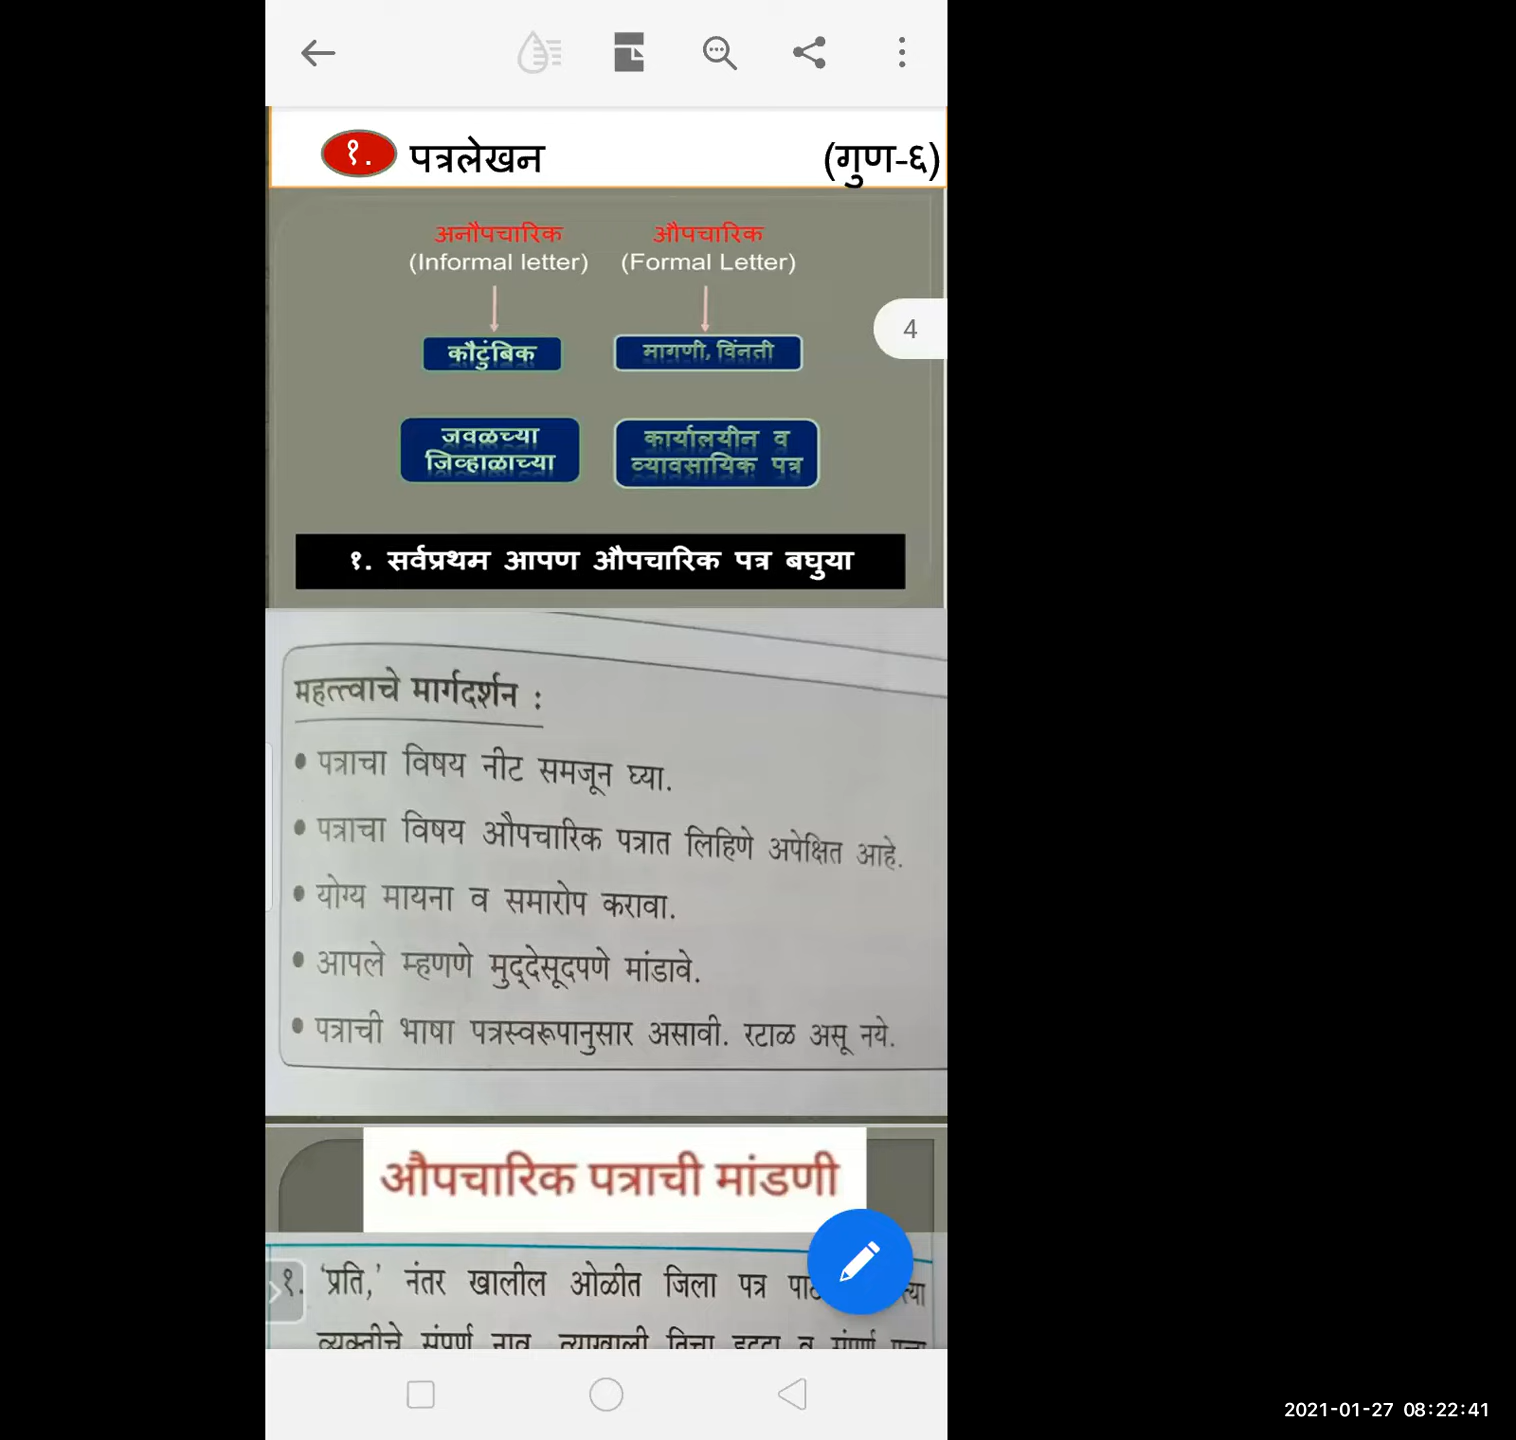 १. पत्रलेखन (गुण-६)
अनौपचारिक औपचारिक
(Informal letter) (Formal Letter)
4
कौटुंबिक मागणी, विंनती
जवळच्या
जिव्हाळाच्या
कार्यालयीन व
व्यावसायिक पत्र
१. सर्वप्रथम आपण औपचारिक पत्र बघुया
महत्त्वाचे मार्गदर्शन :
• पत्राचा विषय नीट समजून घ्या.
• पत्राचा विषय औपचारिक पत्रात लिहिणे अपेक्षित आहे.
• योग्य मायना व समारोप करावा.
• आपले म्हणणे मुद्‌देसूदपणे मांडावे.
• पत्राची भाषा पत्रस्वरूपानुसार असावी. रटाळ असू नये.
औपचारिक पत्राची मांडणी
१. ‘प्रति,’ नंतर खालील ओळीत जिला पत्र
व्यक्तीचे संपूर्ण नाव
2021-01-27 08:22:41